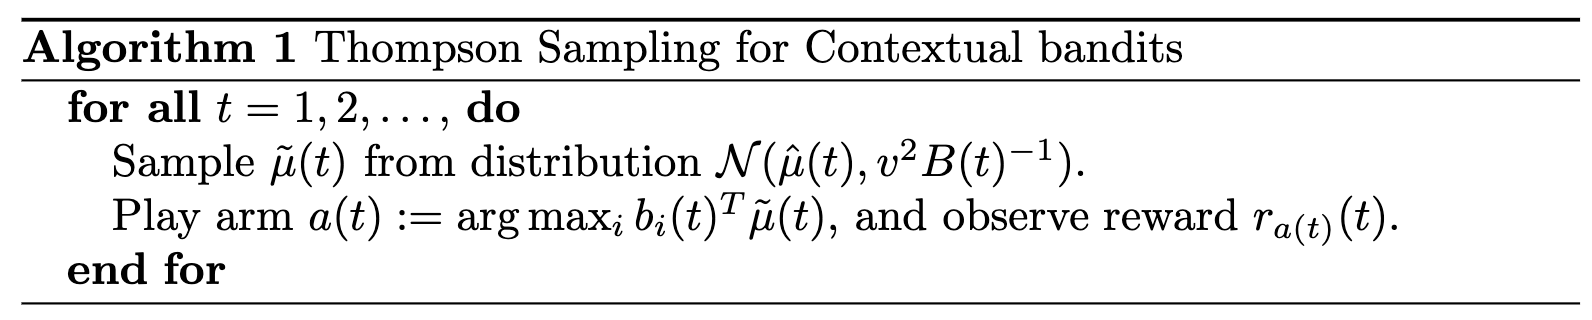 Algorithm 1 Thompson Sampling for Contextual bandits
for all t = 1, 2, . . . , do
Sample μ̃(t) from distribution 𝒩(μ̂(t), v²B(t)⁻¹).
Play arm a(t) := arg maxᵢ bᵢ(t)ᵀμ̃(t), and observe reward r_{a(t)}(t).
end for